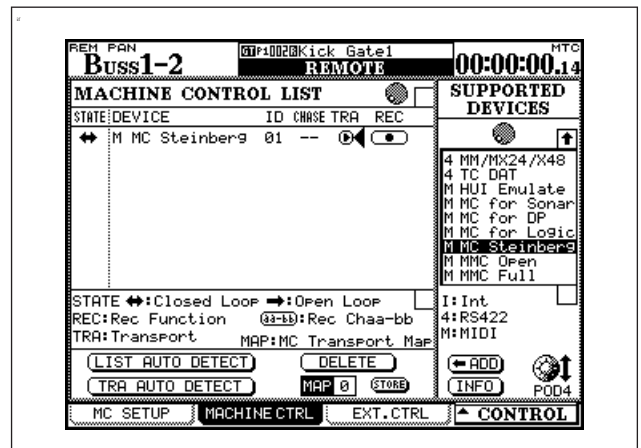 REM PAN
Buss1-2
GTP1002GKick Gate1
REMOTE
MTC
00:00:00.14
MACHINE CONTROL LIST
STATE DEVICE ID CHASE TRA REC
M MC Steinberg 01 --
SUPPORTED
DEVICES
4 MM/MX24/X48
4 TC DAT
M HUI Emulate
M MC for Sonar
M MC for DP
M MC for Logic
M MC Steinberg
M MMC Open
M MMC Full
STATE ↔:Closed Loop ➡:Open Loop
REC:Rec Function aa-bb:Rec Chaa-bb
TRA:Transport MAP:MC Transport Map
I:Int
4:RS422
M:MIDI
LIST AUTO DETECT DELETE
TRA AUTO DETECT MAP 0 STORE
←ADD
INFO POD4
MC SETUP MACHINE CTRL EXT.CTRL CONTROL